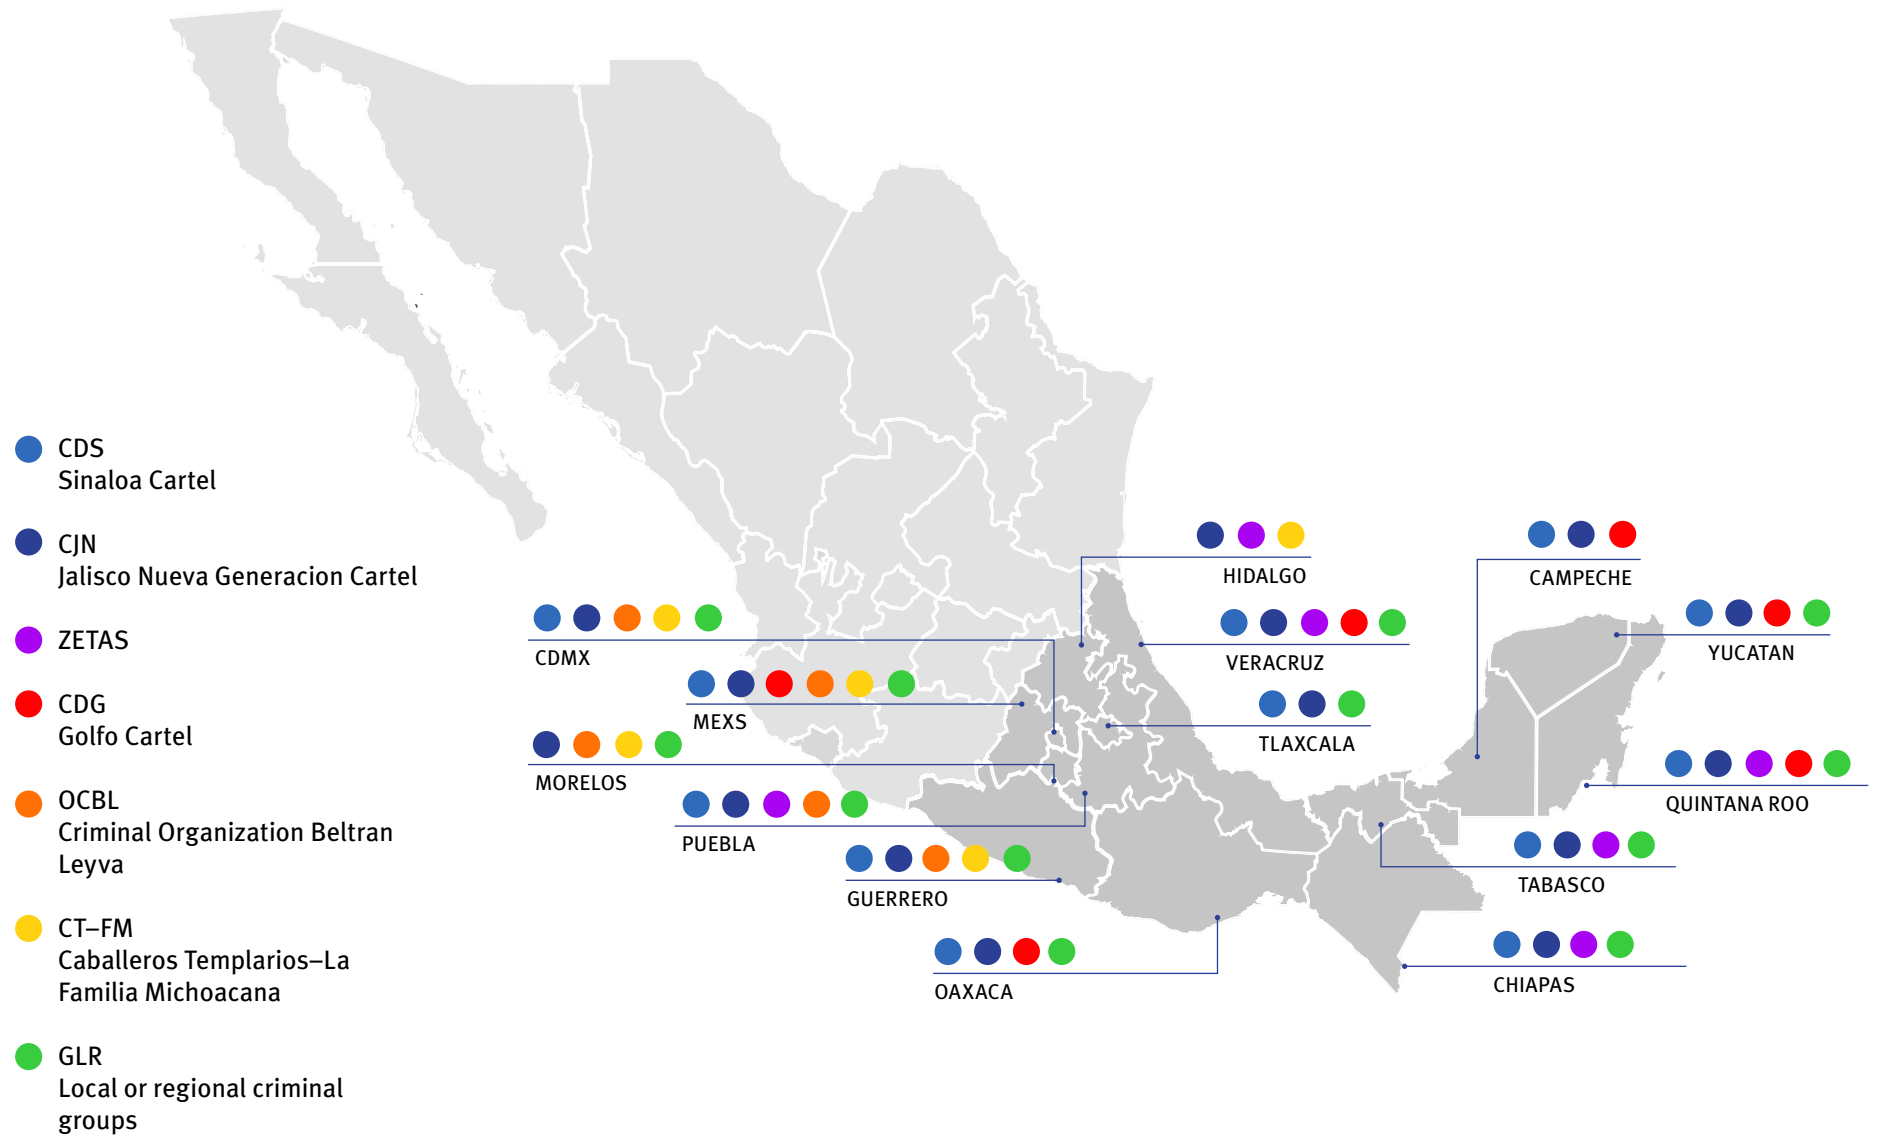 CDS
Sinaloa Cartel
CJN
Jalisco Nueva Generacion Cartel
ZETAS
CDG
Golfo Cartel
OCBL
Criminal Organization Beltran
Leyva
CT–FM
Caballeros Templarios–La
Familia Michoacana
GLR
Local or regional criminal
groups
HIDALGO
CAMPECHE
CDMX
VERACRUZ
YUCATAN
MEXS
TLAXCALA
MORELOS
QUINTANA ROO
PUEBLA
TABASCO
GUERRERO
OAXACA
CHIAPAS